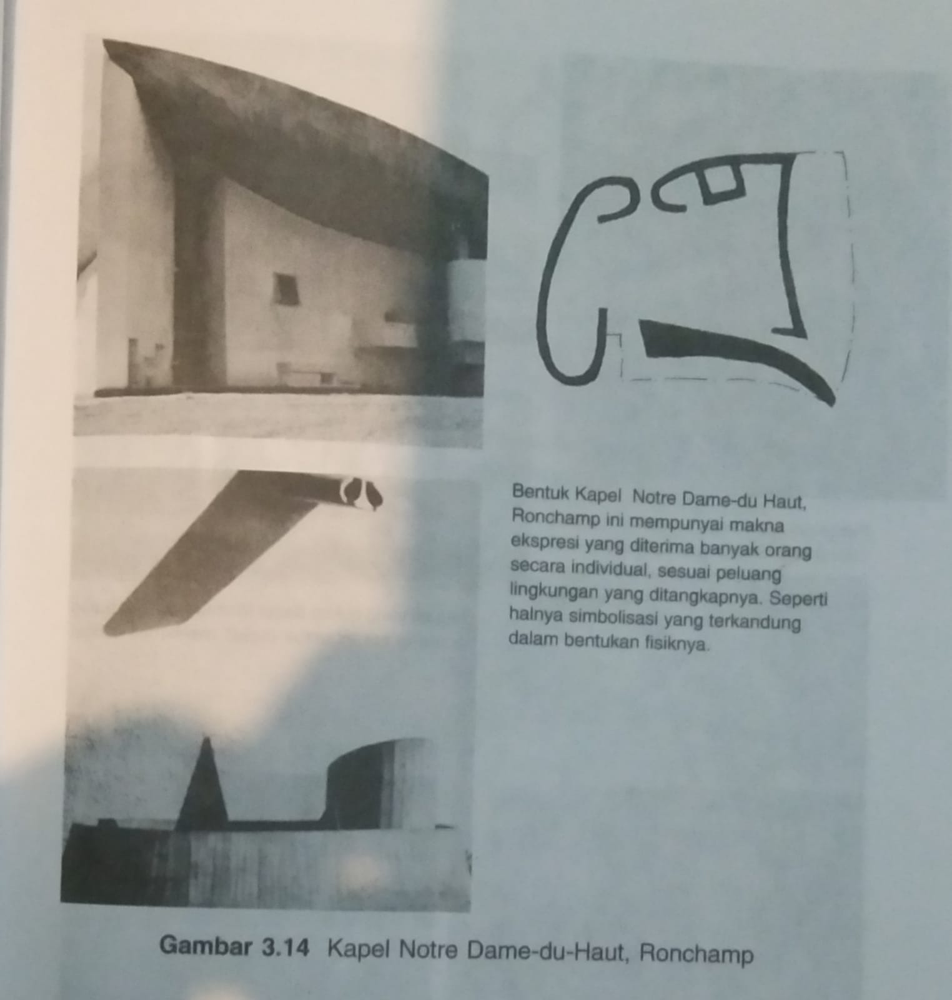 Bentuk Kapel Notre Dame-du Haut,
Ronchamp ini mempunyai makna
ekspresi yang diterima banyak orang
secara individual, sesuai peluang
lingkungan yang ditangkapnya. Seperti
halnya simbolisasi yang terkandung
dalam bentukan fisiknya.
Gambar 3.14 Kapel Notre Dame-du-Haut, Ronchamp